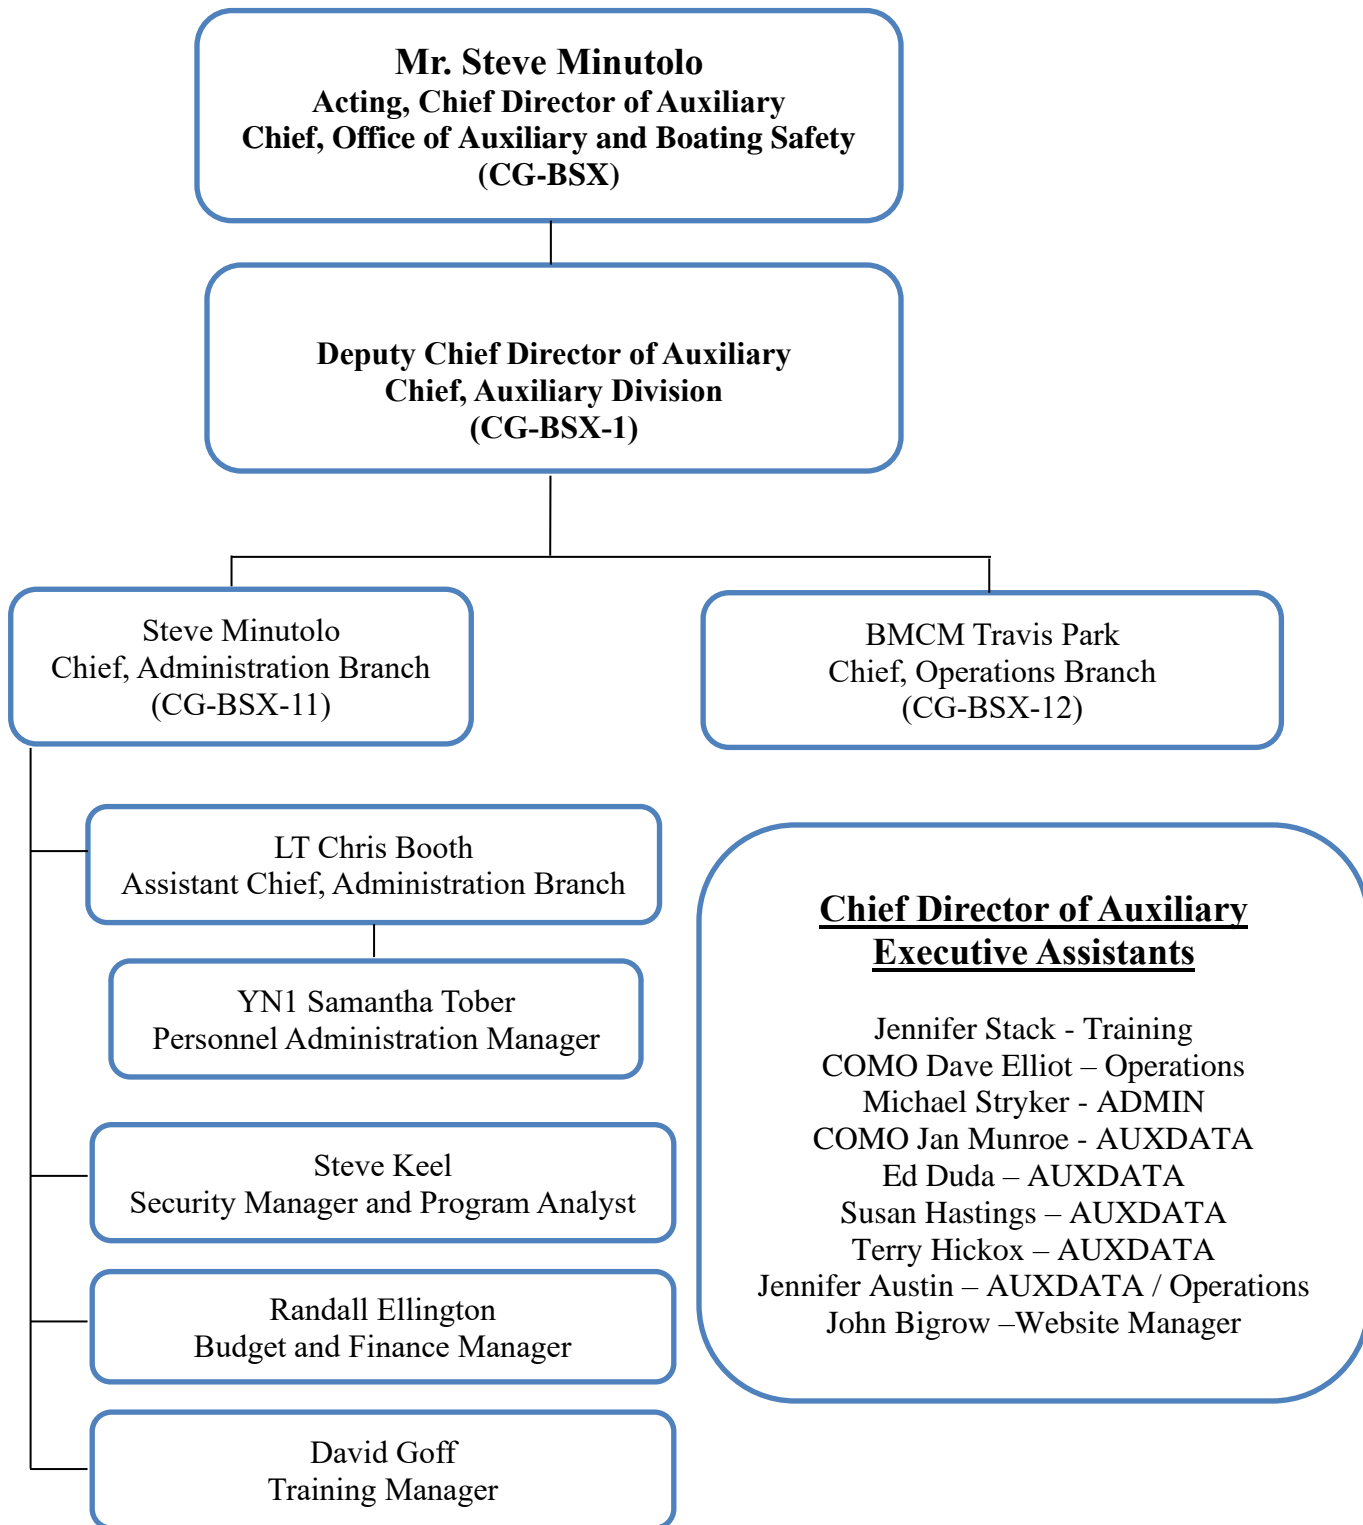 Mr. Steve Minutolo
Acting, Chief Director of Auxiliary
Chief, Office of Auxiliary and Boating Safety
(CG-BSX)
Deputy Chief Director of Auxiliary
Chief, Auxiliary Division
(CG-BSX-1)
Steve Minutolo
Chief, Administration Branch
(CG-BSX-11)
BMCM Travis Park
Chief, Operations Branch
(CG-BSX-12)
LT Chris Booth
Assistant Chief, Administration Branch
YN1 Samantha Tober
Personnel Administration Manager
Steve Keel
Security Manager and Program Analyst
Randall Ellington
Budget and Finance Manager
David Goff
Training Manager
Chief Director of Auxiliary
Executive Assistants
Jennifer Stack - Training
COMO Dave Elliot – Operations
Michael Stryker - ADMIN
COMO Jan Munroe - AUXDATA
Ed Duda – AUXDATA
Susan Hastings – AUXDATA
Terry Hickox – AUXDATA
Jennifer Austin – AUXDATA / Operations
John Bigrow –Website Manager